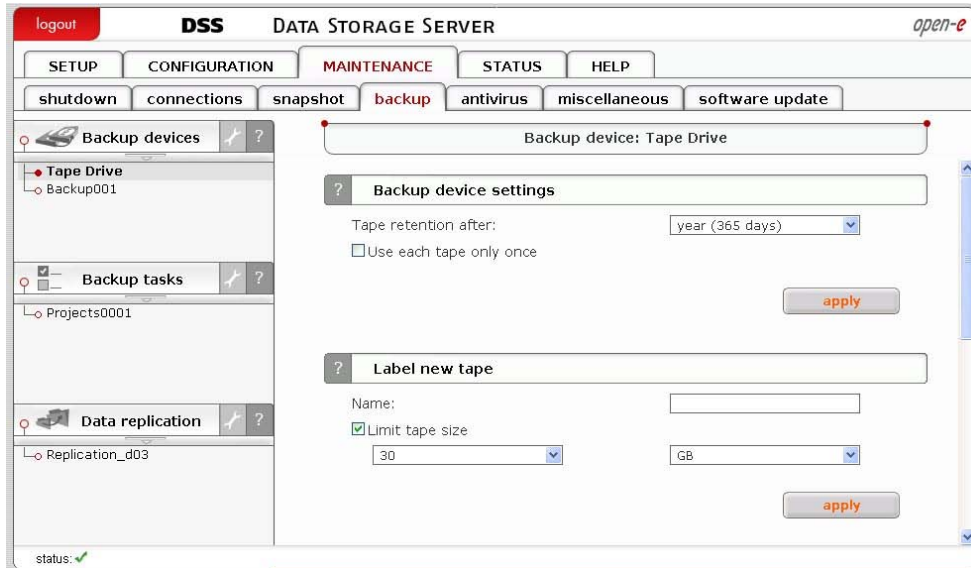 logout DSS DATA STORAGE SERVER open-e
SETUP CONFIGURATION MAINTENANCE STATUS HELP
shutdown connections snapshot backup antivirus miscellaneous software update
Backup devices ?
Tape Drive
Backup001
Backup tasks ?
Projects0001
Data replication ?
Replication_d03
Backup device: Tape Drive
? Backup device settings
Tape retention after: year (365 days)
Use each tape only once
apply
? Label new tape
Name:
Limit tape size
30 GB
apply
status: